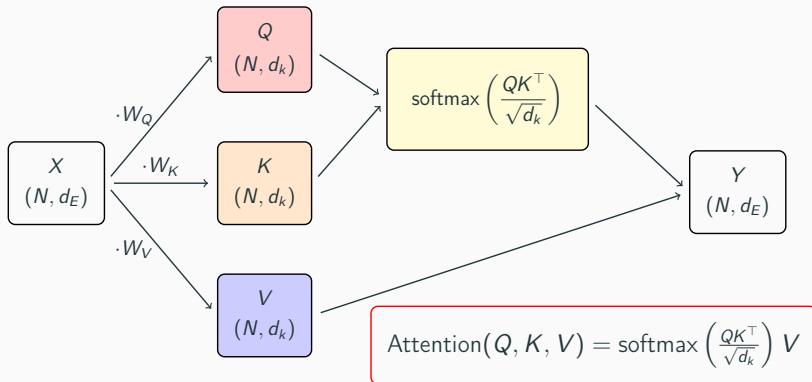 Q
(N, d_k)
softmax(QK^⊤/√d_k)
·W_Q
X
(N, d_E)
·W_K
K
(N, d_k)
Y
(N, d_E)
·W_V
V
(N, d_k)
Attention(Q, K, V) = softmax(QK^⊤/√d_k) V